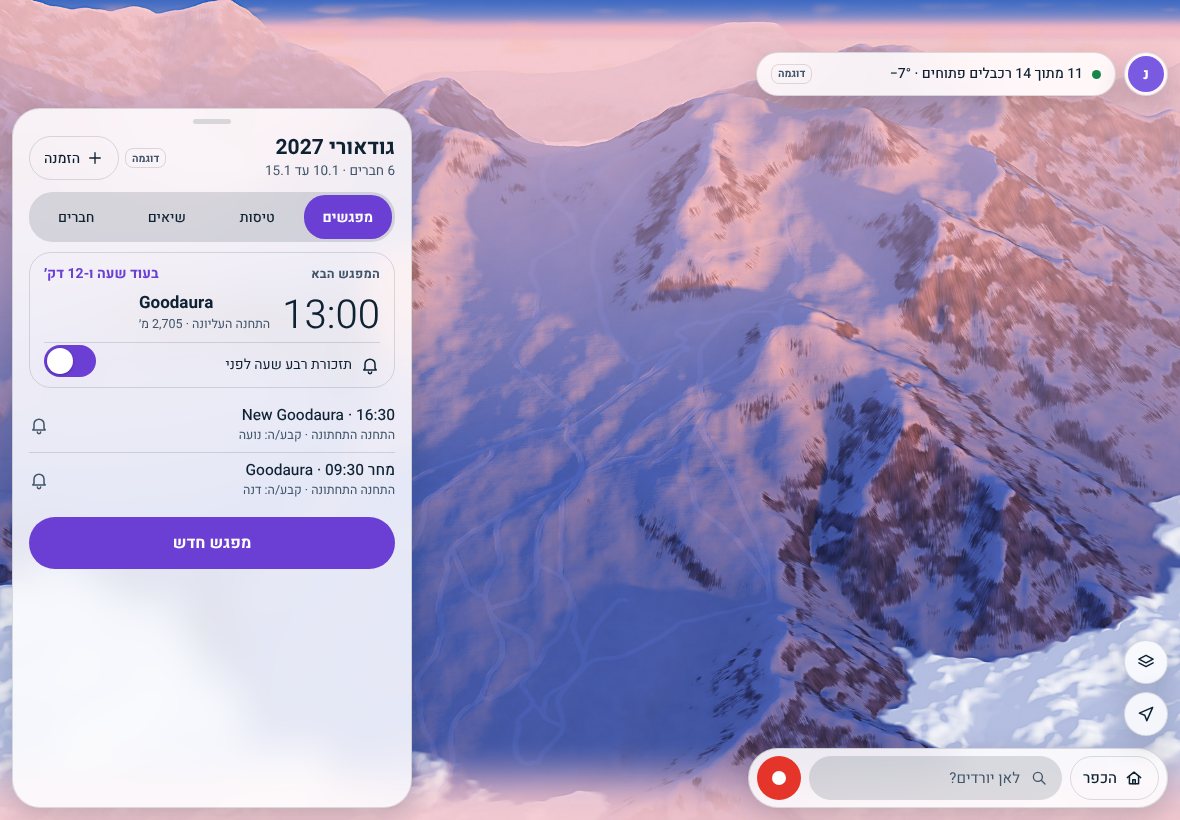 נ
11 מתוך 14 רכבלים פתוחים · ‎−7°
דוגמה
גודאורי 2027
6 חברים · 10.1 עד 15.1
דוגמה
הזמנה
מפגשים
טיסות
שיאים
חברים
המפגש הבא
בעוד שעה ו-12 דק׳
13:00
Goodaura
התחנה העליונה · 2,705 מ׳
תזכורת רבע שעה לפני
16:30 · New Goodaura
התחנה התחתונה · קבע/ה: נועה
מחר 09:30 · Goodaura
התחנה התחתונה · קבע/ה: דנה
מפגש חדש
הכפר
לאן יורדים?